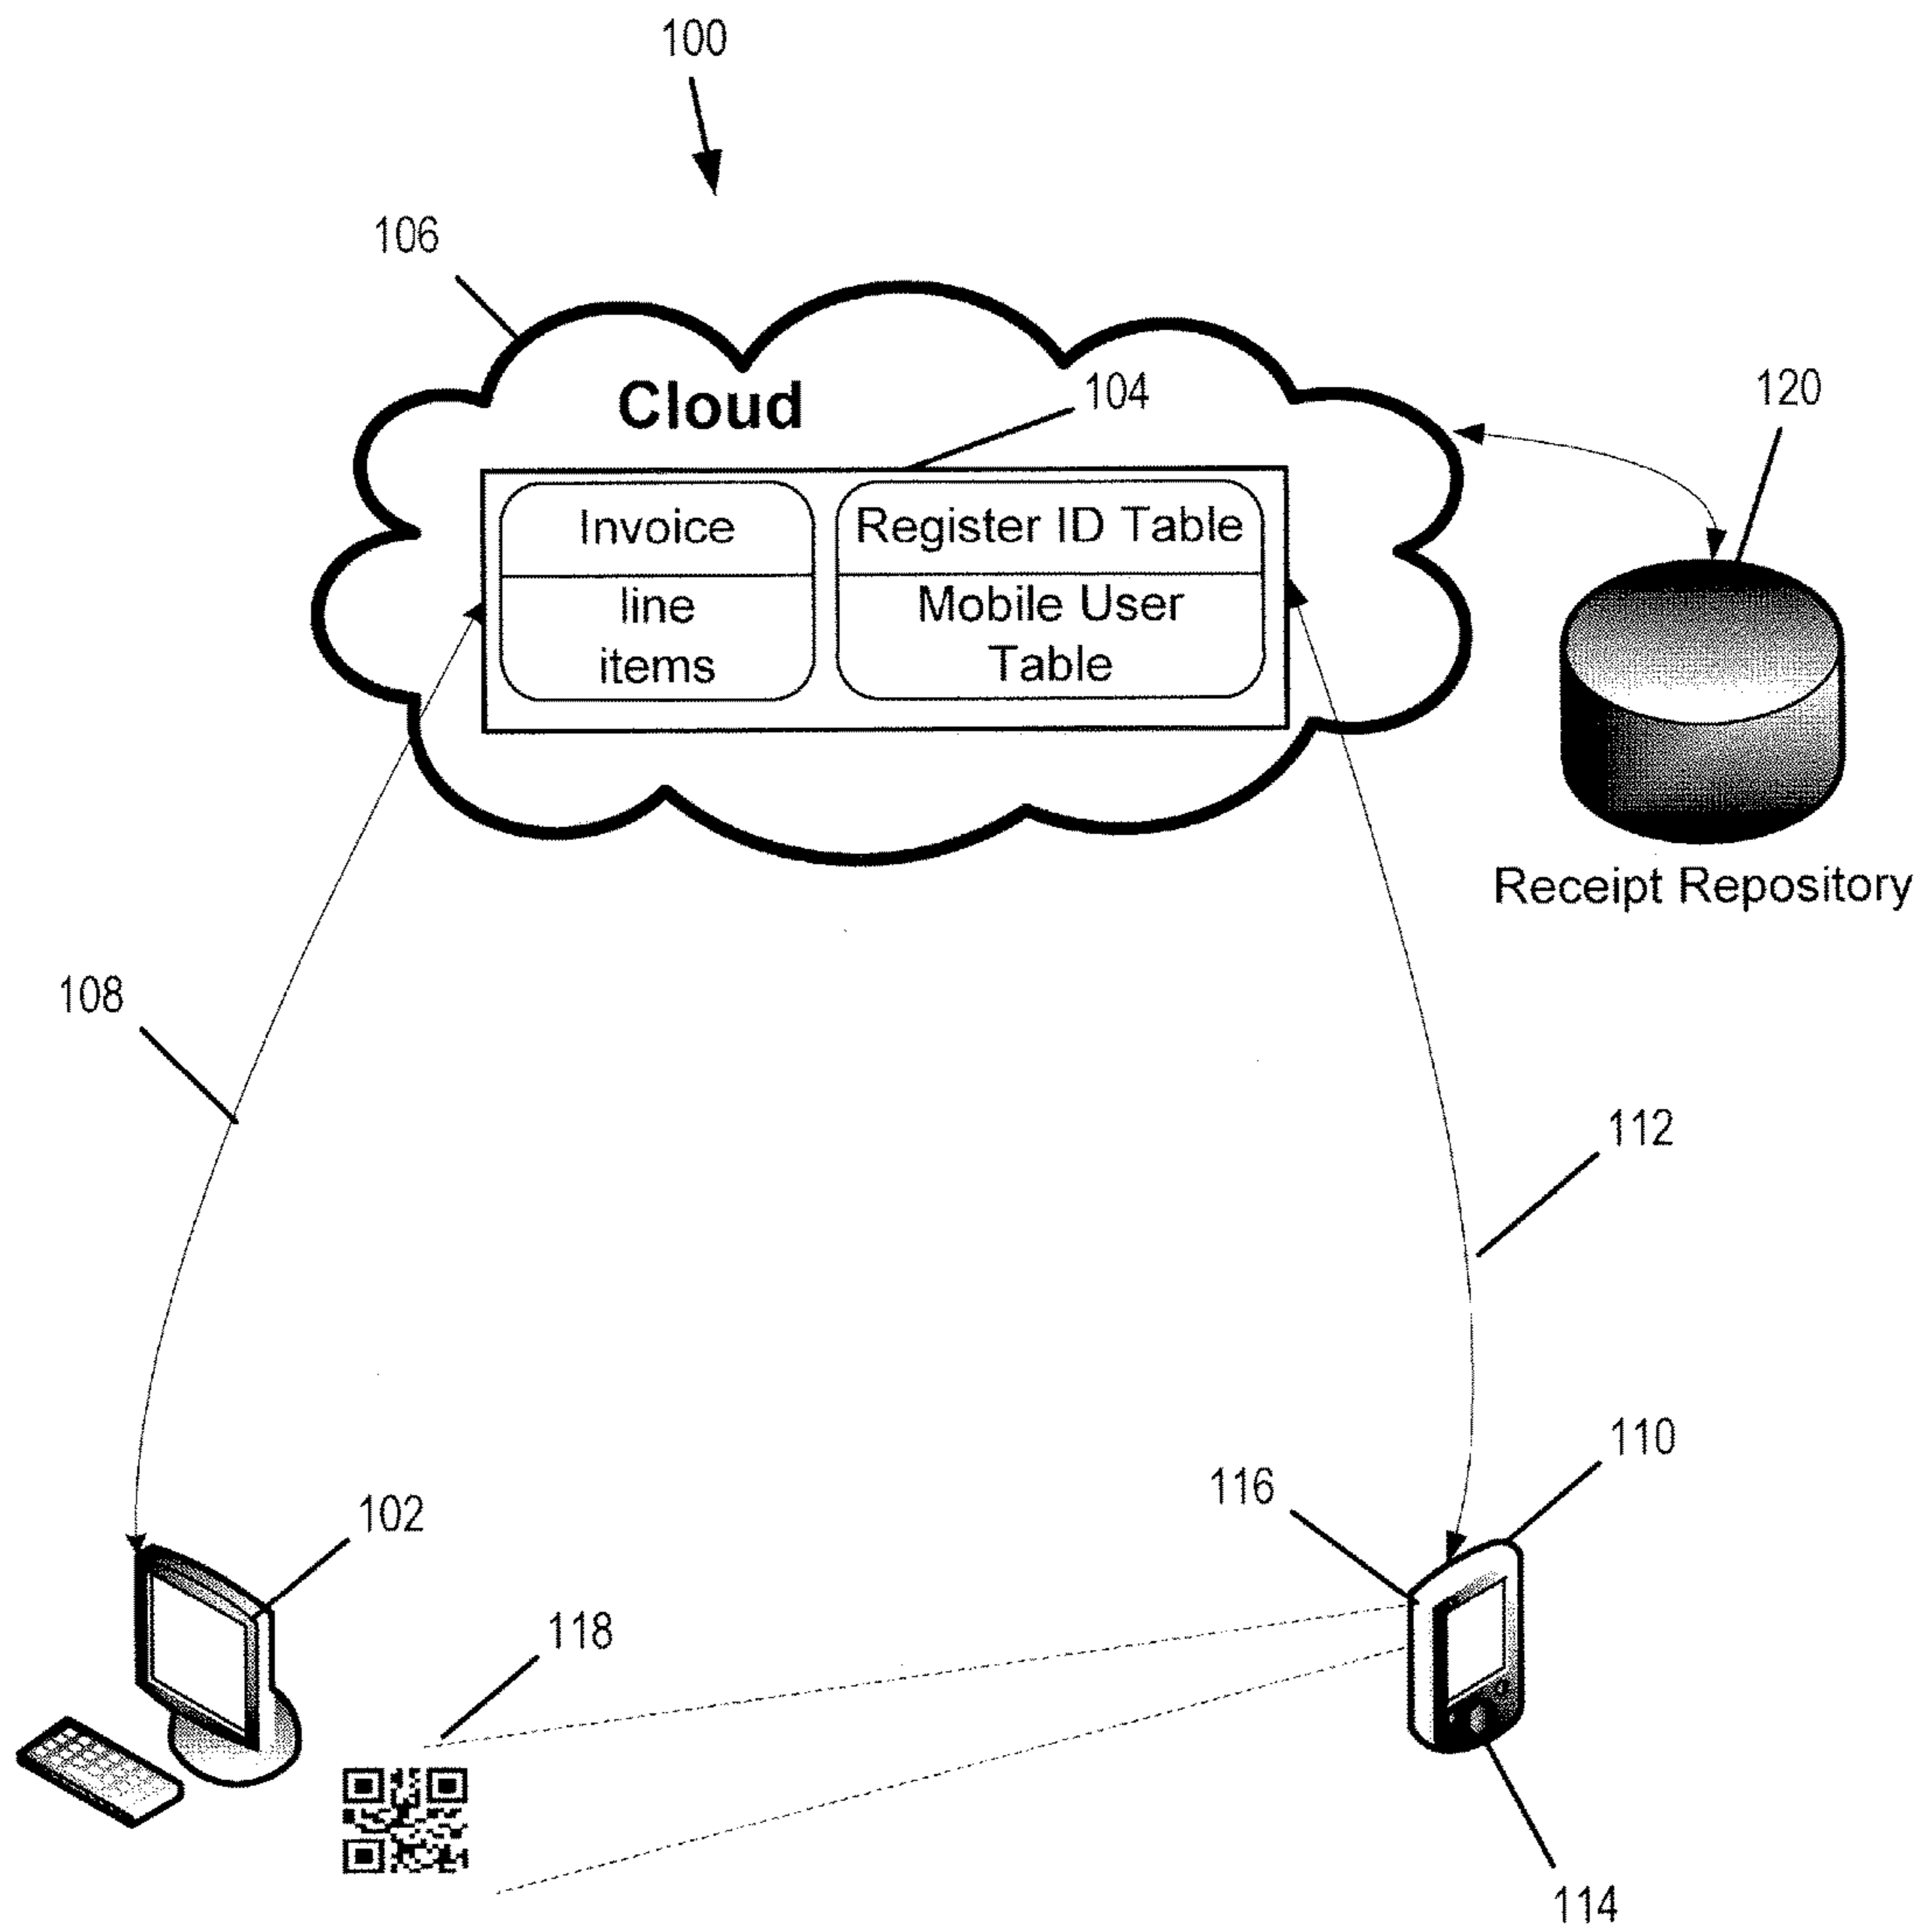 100
106
Cloud
104
120
Invoice
line
items
Register ID Table
Mobile User
Table
Receipt Repository
108
112
110
116
102
118
114